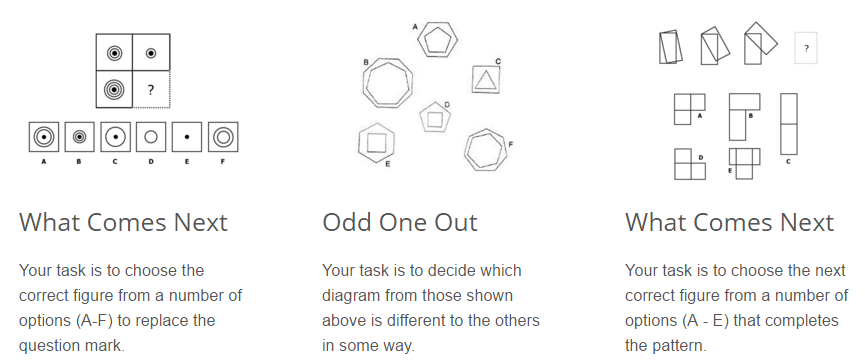 ?
A B C D E F
A
B
C
D
E
F
?
A
B
C
D
E
What Comes Next
Your task is to choose the
correct figure from a number of
options (A-F) to replace the
question mark.
Odd One Out
Your task is to decide which
diagram from those shown
above is different to the others
in some way.
What Comes Next
Your task is to choose the next
correct figure from a number of
options (A - E) that completes
the pattern.